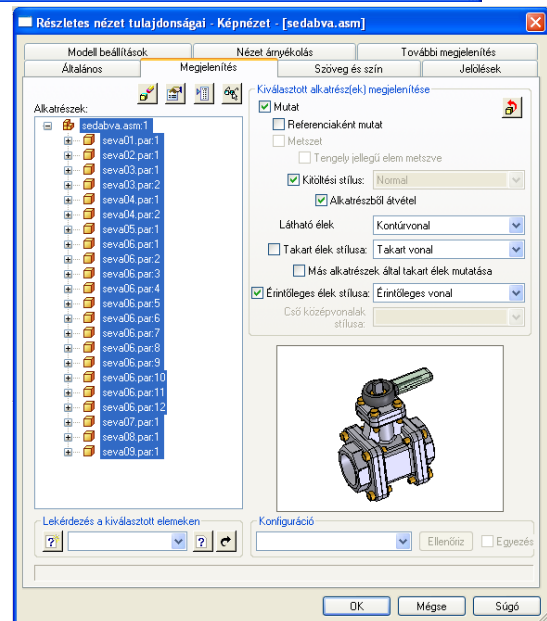 Részletes nézet tulajdonságai - Képnézet - [sedabva.asm]
Modell beállítások Nézet árnyékolás További megjelenítés
Általános Megjelenítés Szöveg és szín Jelölések
Alkatrészek:
sedabva.asm:1
seva01.par:1
seva02.par:1
seva03.par:1
seva03.par:2
seva04.par:1
seva04.par:2
seva05.par:1
seva06.par:1
seva06.par:2
seva06.par:3
seva06.par:4
seva06.par:5
seva06.par:6
seva06.par:7
seva06.par:8
seva06.par:9
seva06.par:10
seva06.par:11
seva06.par:12
seva07.par:1
seva08.par:1
seva09.par:1
Kiválasztott alkatrész(ek) megjelenítése
Mutat
Referenciaként mutat
Metszet
Tengely jellegű elem metszve
Kitöltési stílus: Normal
Alkatrészből átvétel
Látható élek Kontúrvonal
Takart élek stílusa: Takart vonal
Más alkatrészek által takart élek mutatása
Érintőleges élek stílusa: Érintőleges vonal
Cső középvonalak
stílusa:
Lekérdezés a kiválasztott elemeken
Konfiguráció
Ellenőriz Egyezés
OK Mégse Súgó